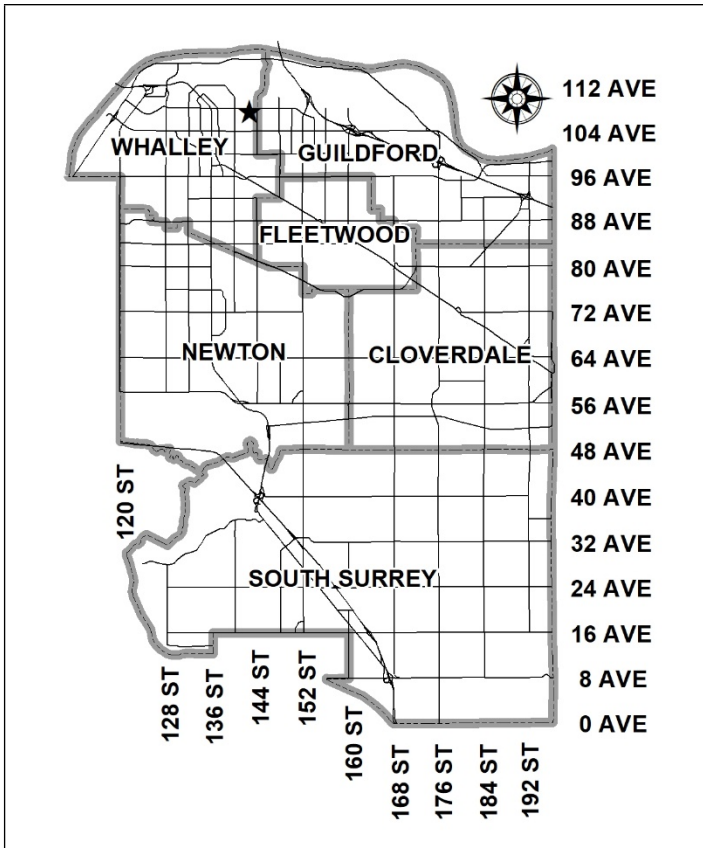 112 AVE
104 AVE
WHALLEY
GUILDFORD
96 AVE
88 AVE
FLEETWOOD
80 AVE
72 AVE
NEWTON
CLOVERDALE
64 AVE
56 AVE
48 AVE
120 ST
40 AVE
32 AVE
SOUTH SURREY
24 AVE
16 AVE
128 ST
136 ST
144 ST
152 ST
160 ST
8 AVE
0 AVE
168 ST
176 ST
184 ST
192 ST